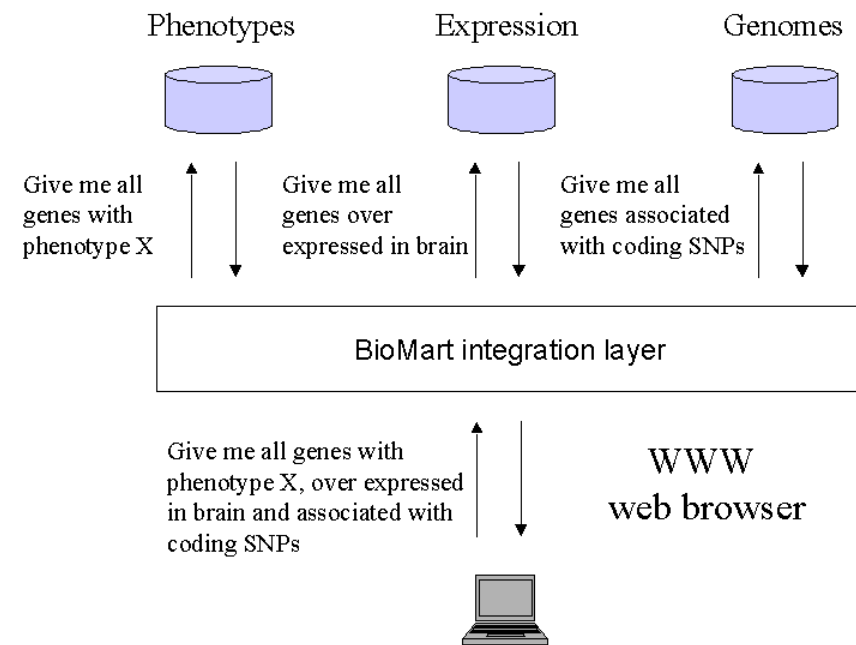 Phenotypes
Expression
Genomes
Give me all
genes with
phenotype X
Give me all
genes over
expressed in brain
Give me all
genes associated
with coding SNPs
BioMart integration layer
Give me all genes with
phenotype X, over expressed
in brain and associated with
coding SNPs
WWW
web browser